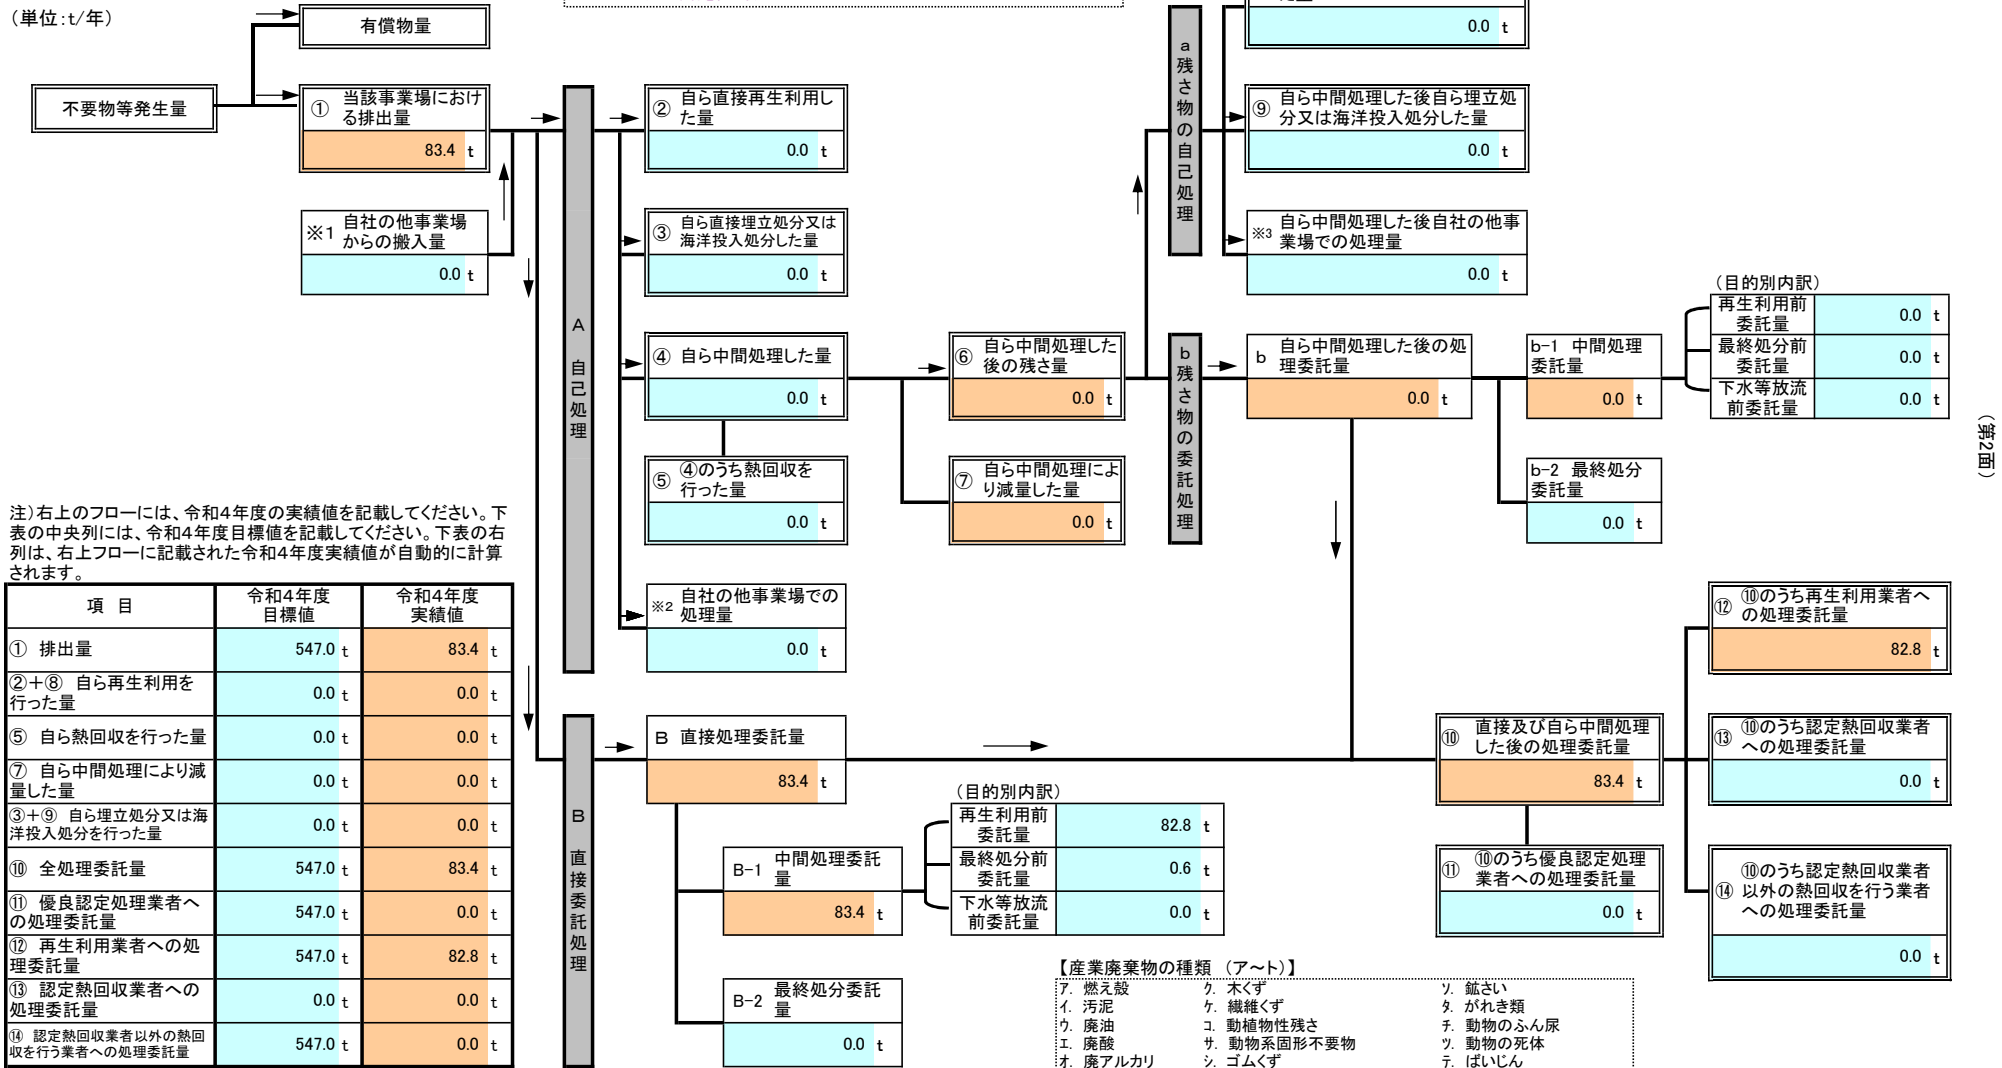 (単位:t/年)
有償物量
不要物等発生量
① 当該事業場におけ
る排出量
83.4 t
※1 自社の他事業場
からの搬入量
0.0 t
A 自己処理
② 自ら直接再生利用し
た量
0.0 t
③ 自ら直接埋立処分又は
海洋投入処分した量
0.0 t
④ 自ら中間処理した量
0.0 t
⑤ ④のうち熱回収を
行った量
0.0 t
※2 自社の他事業場での
処理量
0.0 t
⑥ 自ら中間処理した
後の残さ量
0.0 t
⑦ 自ら中間処理によ
り減量した量
0.0 t
a残さ物の自己処理
0.0 t
⑨ 自ら中間処理した後自ら埋立処
分又は海洋投入処分した量
0.0 t
※3 自ら中間処理した後自社の他事
業場での処理量
0.0 t
b残さ物の委託処理
b 自ら中間処理した後の処
理委託量
0.0 t
b-1 中間処理
委託量
0.0 t
b-2 最終処分
委託量
0.0 t
(目的別内訳)
再生利用前
委託量
0.0 t
最終処分前
委託量
0.0 t
下水等放流
前委託量
0.0 t
(第2面)
注)右上のフローには、令和4年度の実績値を記載してください。下
表の中央列には、令和4年度目標値を記載してください。下表の右
列は、右上フローに記載された令和4年度実績値が自動的に計算
されます。
項 目
令和4年度
目標値
令和4年度
実績値
① 排出量 547.0 t 83.4 t
②+⑧ 自ら再生利用を
行った量 0.0 t 0.0 t
⑤ 自ら熱回収を行った量 0.0 t 0.0 t
⑦ 自ら中間処理により減
量した量 0.0 t 0.0 t
③+⑨ 自ら埋立処分又は海
洋投入処分を行った量 0.0 t 0.0 t
⑩ 全処理委託量 547.0 t 83.4 t
⑪ 優良認定処理業者へ
の処理委託量 547.0 t 0.0 t
⑫ 再生利用業者への処
理委託量 547.0 t 82.8 t
⑬ 認定熱回収業者への
処理委託量 0.0 t 0.0 t
⑭ 認定熱回収業者以外の熱回
収を行う業者への処理委託量 547.0 t 0.0 t
B 直接委託処理
B 直接処理委託量
83.4 t
B-1 中間処理委託
量
83.4 t
B-2 最終処分委託
量
0.0 t
(目的別内訳)
再生利用前
委託量
82.8 t
最終処分前
委託量
0.6 t
下水等放流
前委託量
0.0 t
⑩ 直接及び自ら中間処理
した後の処理委託量
83.4 t
⑪ ⑩のうち優良認定処理
業者への処理委託量
0.0 t
⑫ ⑩のうち再生利用業者へ
の処理委託量
82.8 t
⑬ ⑩のうち認定熱回収業者
への処理委託量
0.0 t
⑭ ⑩のうち認定熱回収業者
以外の熱回収を行う業者
への処理委託量
0.0 t
【産業廃棄物の種類 (ア~ト)】
ア. 燃え殻 ク. 木くず ソ. 鉱さい
イ. 汚泥 ケ. 繊維くず タ. がれき類
ウ. 廃油 コ. 動植物性残さ チ. 動物のふん尿
エ. 廃酸 サ. 動物系固形不要物 ツ. 動物の死体
オ. 廃アルカリ シ. ゴムくず テ. ばいじん